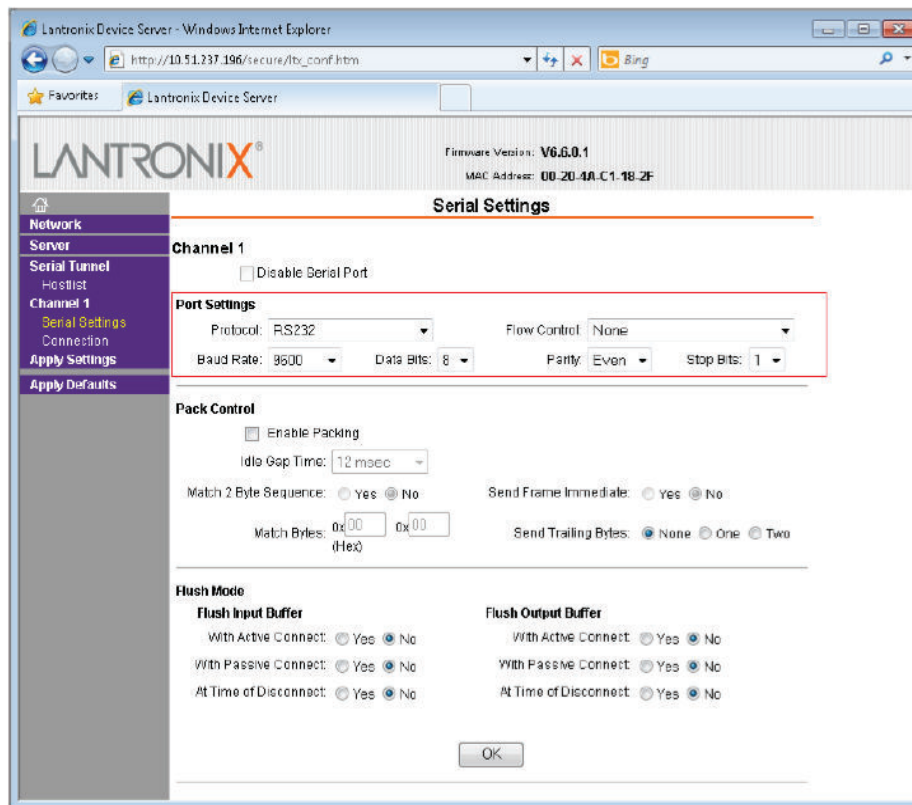 Lantronix Device Server - Windows Internet Explorer
http://10.51.237.196/secure/ltx_conf.htm
Bing
Favorites
Lantronix Device Server
LANTRONIX®
Firmware Version: V6.6.0.1
MAC Address: 00-20-4A-C1-18-2F
Network
Server
Serial Tunnel
Hostlist
Channel 1
Serial Settings
Connection
Apply Settings
Apply Defaults
Serial Settings
Channel 1
Disable Serial Port
Port Settings
Protocol: RS232 Flow Control: None
Baud Rate: 9600 Data Bits: 8 Parity: Even Stop Bits: 1
Pack Control
Enable Packing
Idle Gap Time: 12 msec
Match 2 Byte Sequence: Yes No Send Frame Immediate: Yes No
Match Bytes: 0x 00 0x 00 Send Trailing Bytes: None One Two
(Hex)
Flush Mode
Flush Input Buffer Flush Output Buffer
With Active Connect: Yes No With Active Connect: Yes No
With Passive Connect: Yes No With Passive Connect: Yes No
At Time of Disconnect: Yes No At Time of Disconnect: Yes No
OK